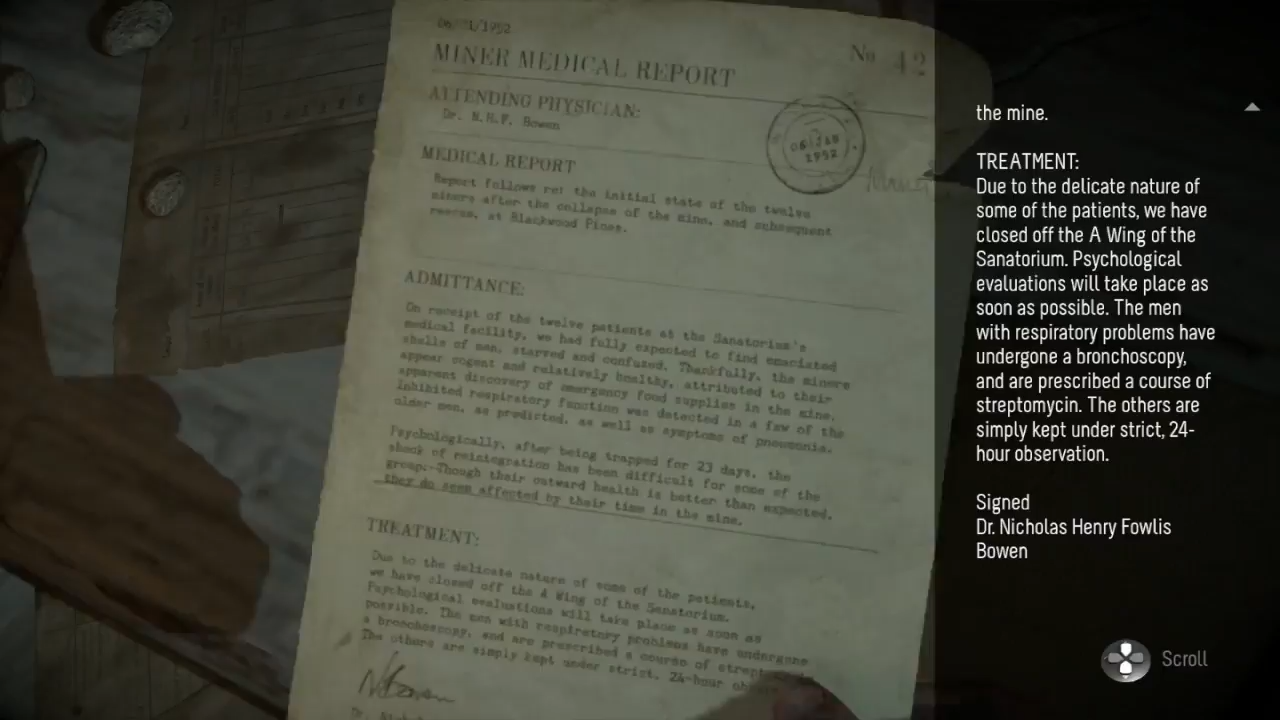 1/1952
No 42
MINER MEDICAL REPORT
ATTENDING PHYSICIAN:
Dr. N.H.F. Bowen
1952
MEDICAL REPORT
Report follows re: the initial state of the twelve
miners after the collapse of the mine, and subsequent
rescue, at Blackwood Pines.
ADMITTANCE:
On receipt of the twelve patients at the Sanatorium's
medical facility, we had fully expected to find emaciated
shells of men, starved and confused. Thankfully, the miners
appear cogent and relatively healthy, attributed to their
apparent discovery of emergency food supplies in the mine.
Inhibited respiratory function was detected in a few of the
older men, as predicted, as well as symptoms of pneumonia.
Psychologically, after being trapped for 23 days, the
shock of reintegration has been difficult for some of the
group. Though their outward health is better than expected,
they do seem affected by their time in the mine.
TREATMENT:
Due to the delicate nature of some of the patients,
we have closed off the A Wing of the Sanatorium.
Psychological evaluations will take place as soon as
possible. The men with respiratory problems have undergone
a bronchoscopy, and are prescribed a course of
The others are simply kept under strict, 24-hour
the mine.
TREATMENT:
Due to the delicate nature of
some of the patients, we have
closed off the A Wing of the
Sanatorium. Psychological
evaluations will take place as
soon as possible. The men
with respiratory problems have
undergone a bronchoscopy,
and are prescribed a course of
streptomycin. The others are
simply kept under strict, 24-
hour observation.
Signed
Dr. Nicholas Henry Fowlis
Bowen
Scroll